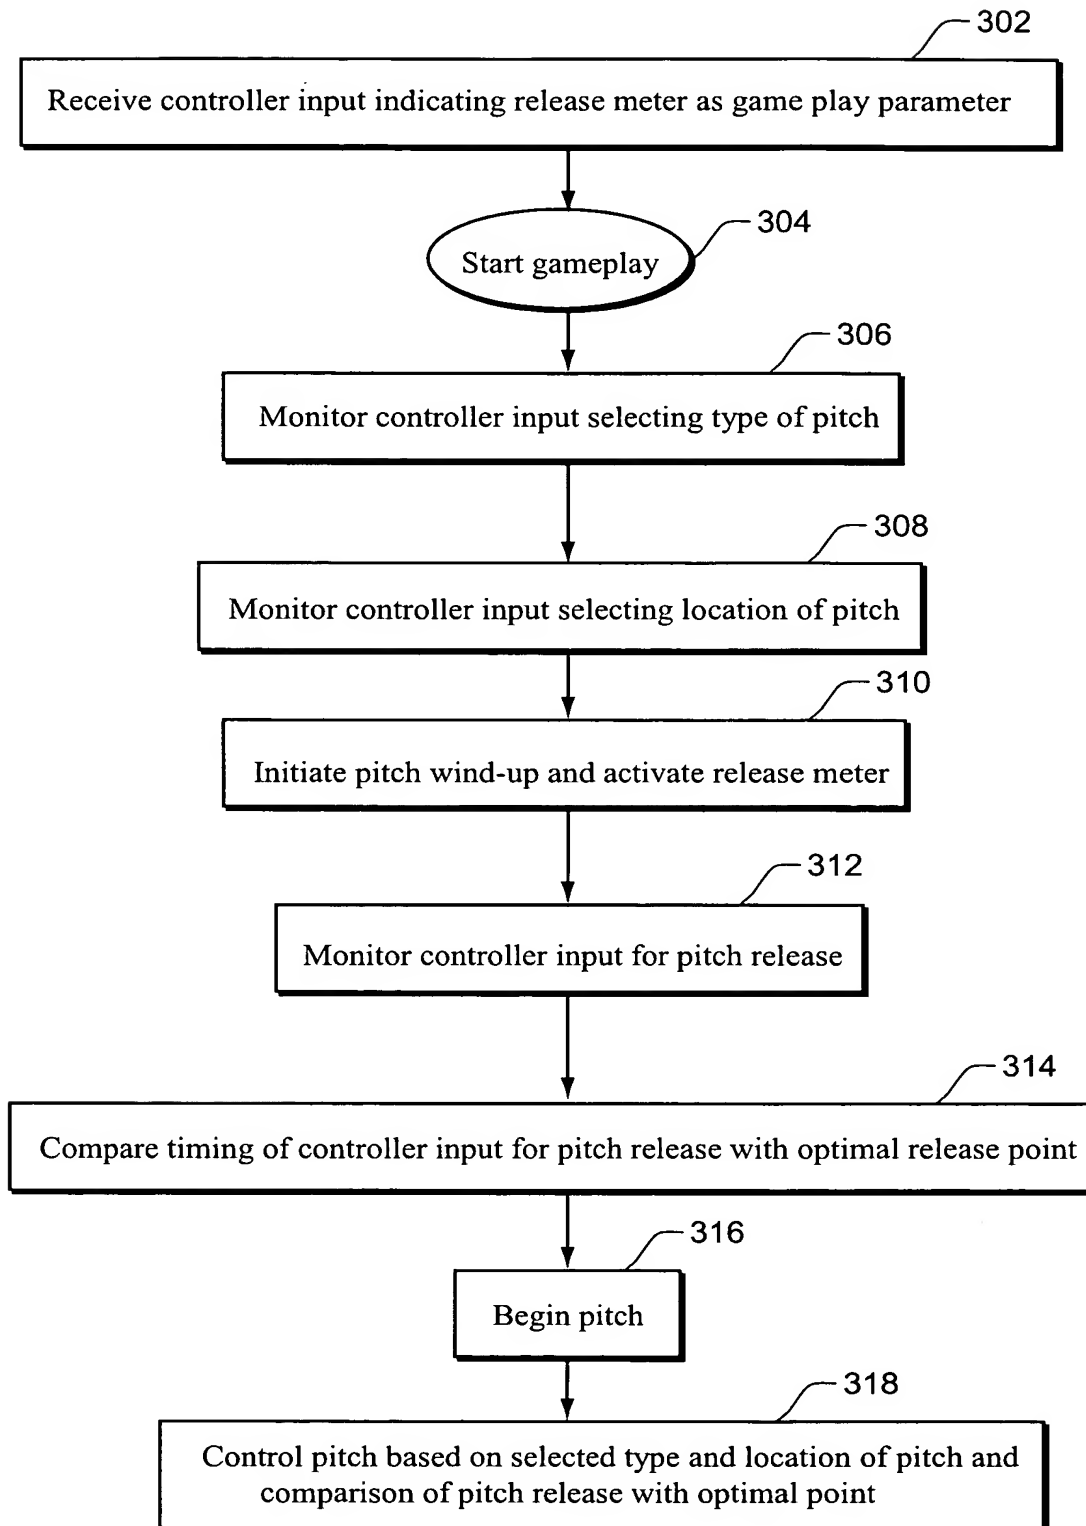 302
Receive controller input indicating release meter as game play parameter
304
Start gameplay
306
Monitor controller input selecting type of pitch
308
Monitor controller input selecting location of pitch
310
Initiate pitch wind-up and activate release meter
312
Monitor controller input for pitch release
314
Compare timing of controller input for pitch release with optimal release point
316
Begin pitch
318
Control pitch based on selected type and location of pitch and
comparison of pitch release with optimal point